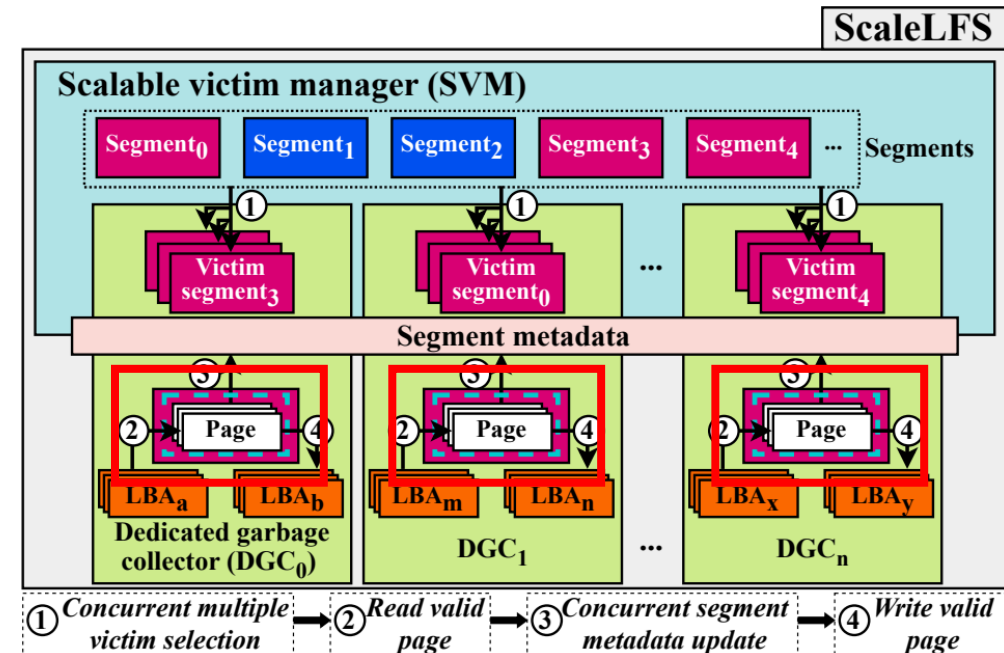 ScaleLFS
Scalable victim manager (SVM)
Segment0 Segment1 Segment2 Segment3 Segment4 ... Segments
1 1 1
Victim segment3
Victim segment0
...
Victim segment4
Segment metadata
3 3 3
2 Page 4
2 Page 4
2 Page 4
LBAa LBAb
LBAm LBAn
LBAx LBAy
Dedicated garbage
collector (DGC0)
DGC1
...
DGCn
1 Concurrent multiple
victim selection
2 Read valid
page
3 Concurrent segment
metadata update
4 Write valid
page